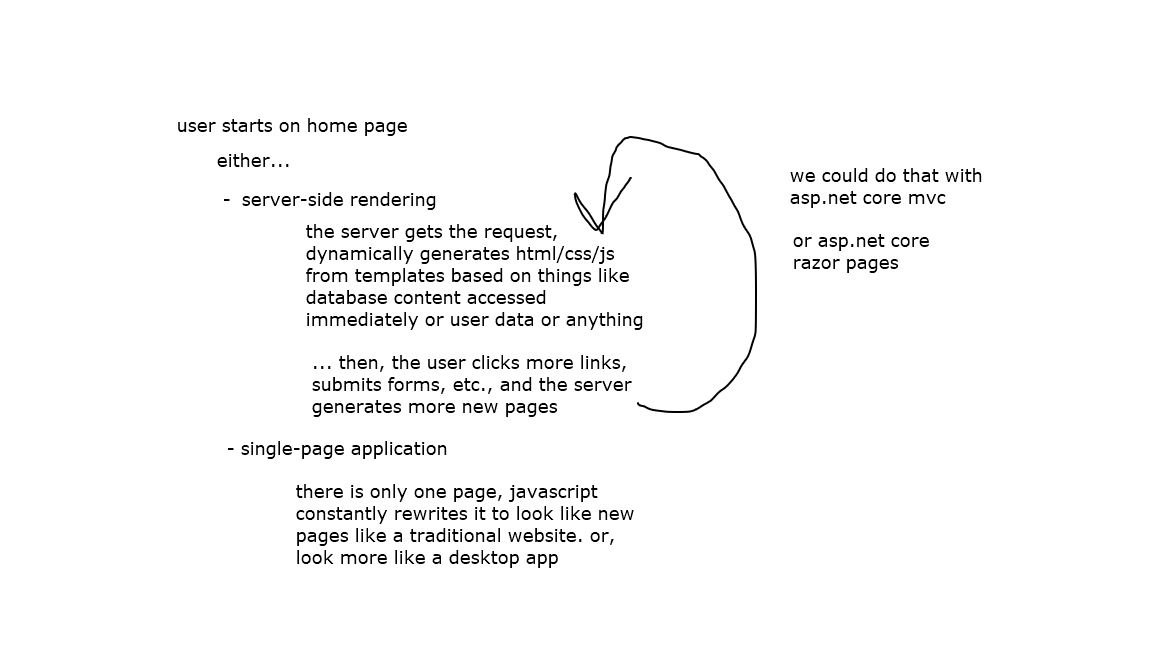 user starts on home page
either...
- server-side rendering
the server gets the request,
dynamically generates html/css/js
from templates based on things like
database content accessed
immediately or user data or anything
... then, the user clicks more links,
submits forms, etc., and the server
generates more new pages
- single-page application
there is only one page, javascript
constantly rewrites it to look like new
pages like a traditional website. or,
look more like a desktop app
we could do that with
asp.net core mvc
or asp.net core
razor pages